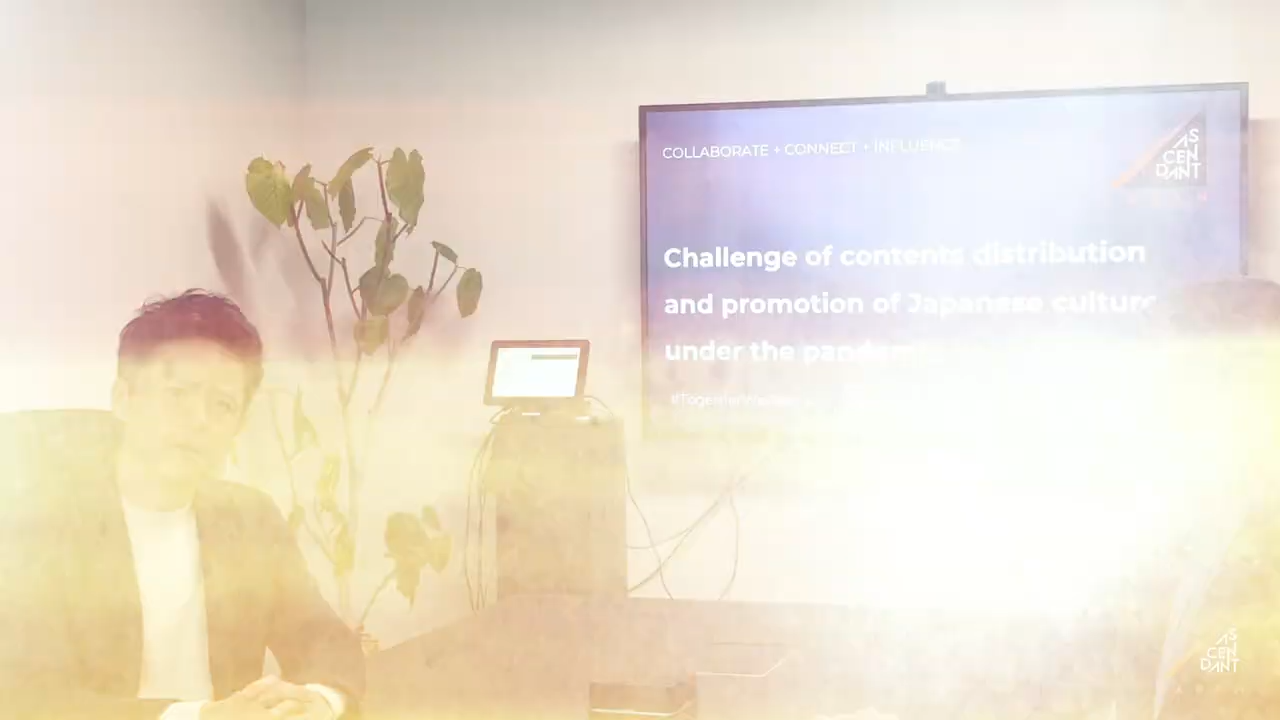 COLLABORATE + CONNECT + INFLUENCE
AS
CEN
DANT
Challenge of contents distribution
and promotion of Japanese culture
under the
AS
CEN
DANT